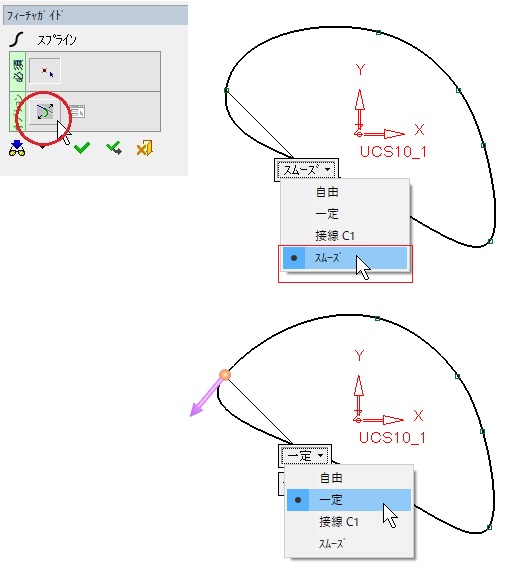 フィーチャガイド
スプライン
必須
オプション
Y
X
UCS10_1
スムーズ
自由
一定
接線 C1
スムーズ
Y
X
UCS10_1
一定
自由
一定
接線 C1
スムーズ